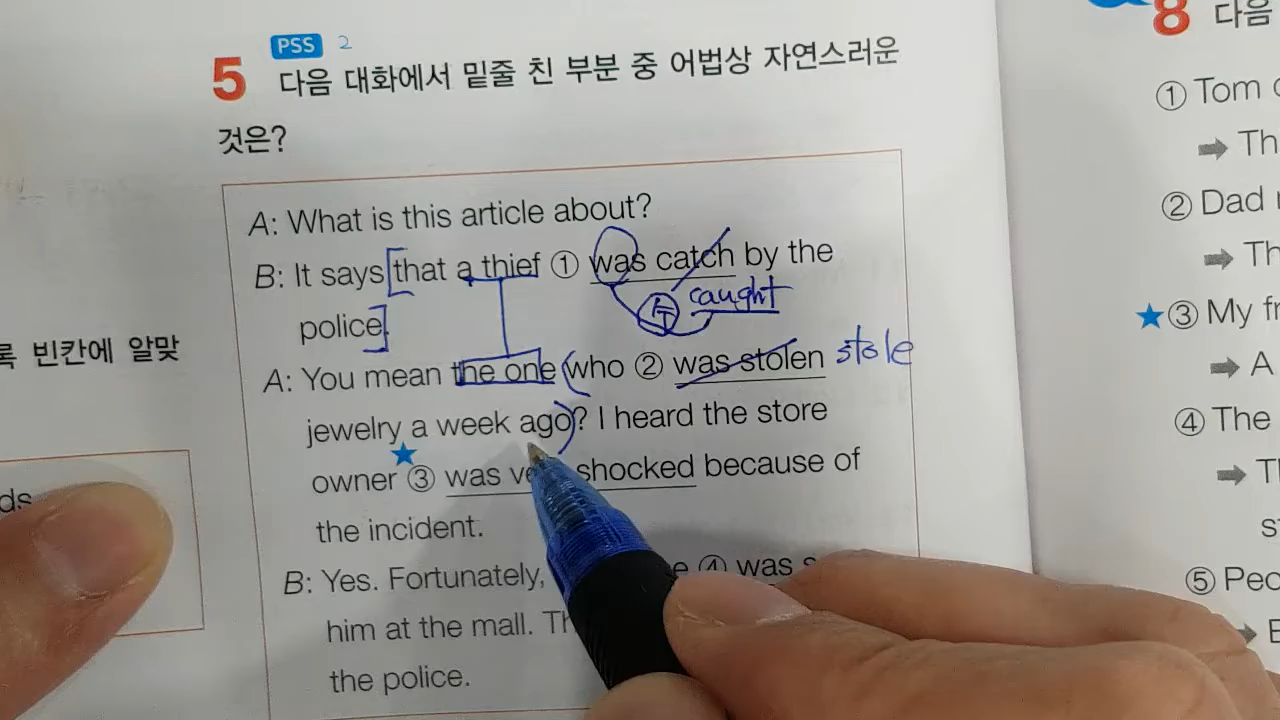 PSS 2
5 다음 대화에서 밑줄 친 부분 중 어법상 자연스러운
것은?
A: What is this article about?
B: It says [that a thief ① was catch by the
수 caught
police]
A: You mean the one (who ② was stolen stole
jewelry a week ago)? I heard the store
owner ③ was very shocked because of
the incident.
B: Yes. Fortunately, ④ was
him at the mall.
the police.
록 빈칸에 알맞
ds
8 다음
① Tom
➡ Th
② Dad
➡ Th
★③ My fr
➡ A
④ The
➡ T
s
⑤ Peo
➡ E